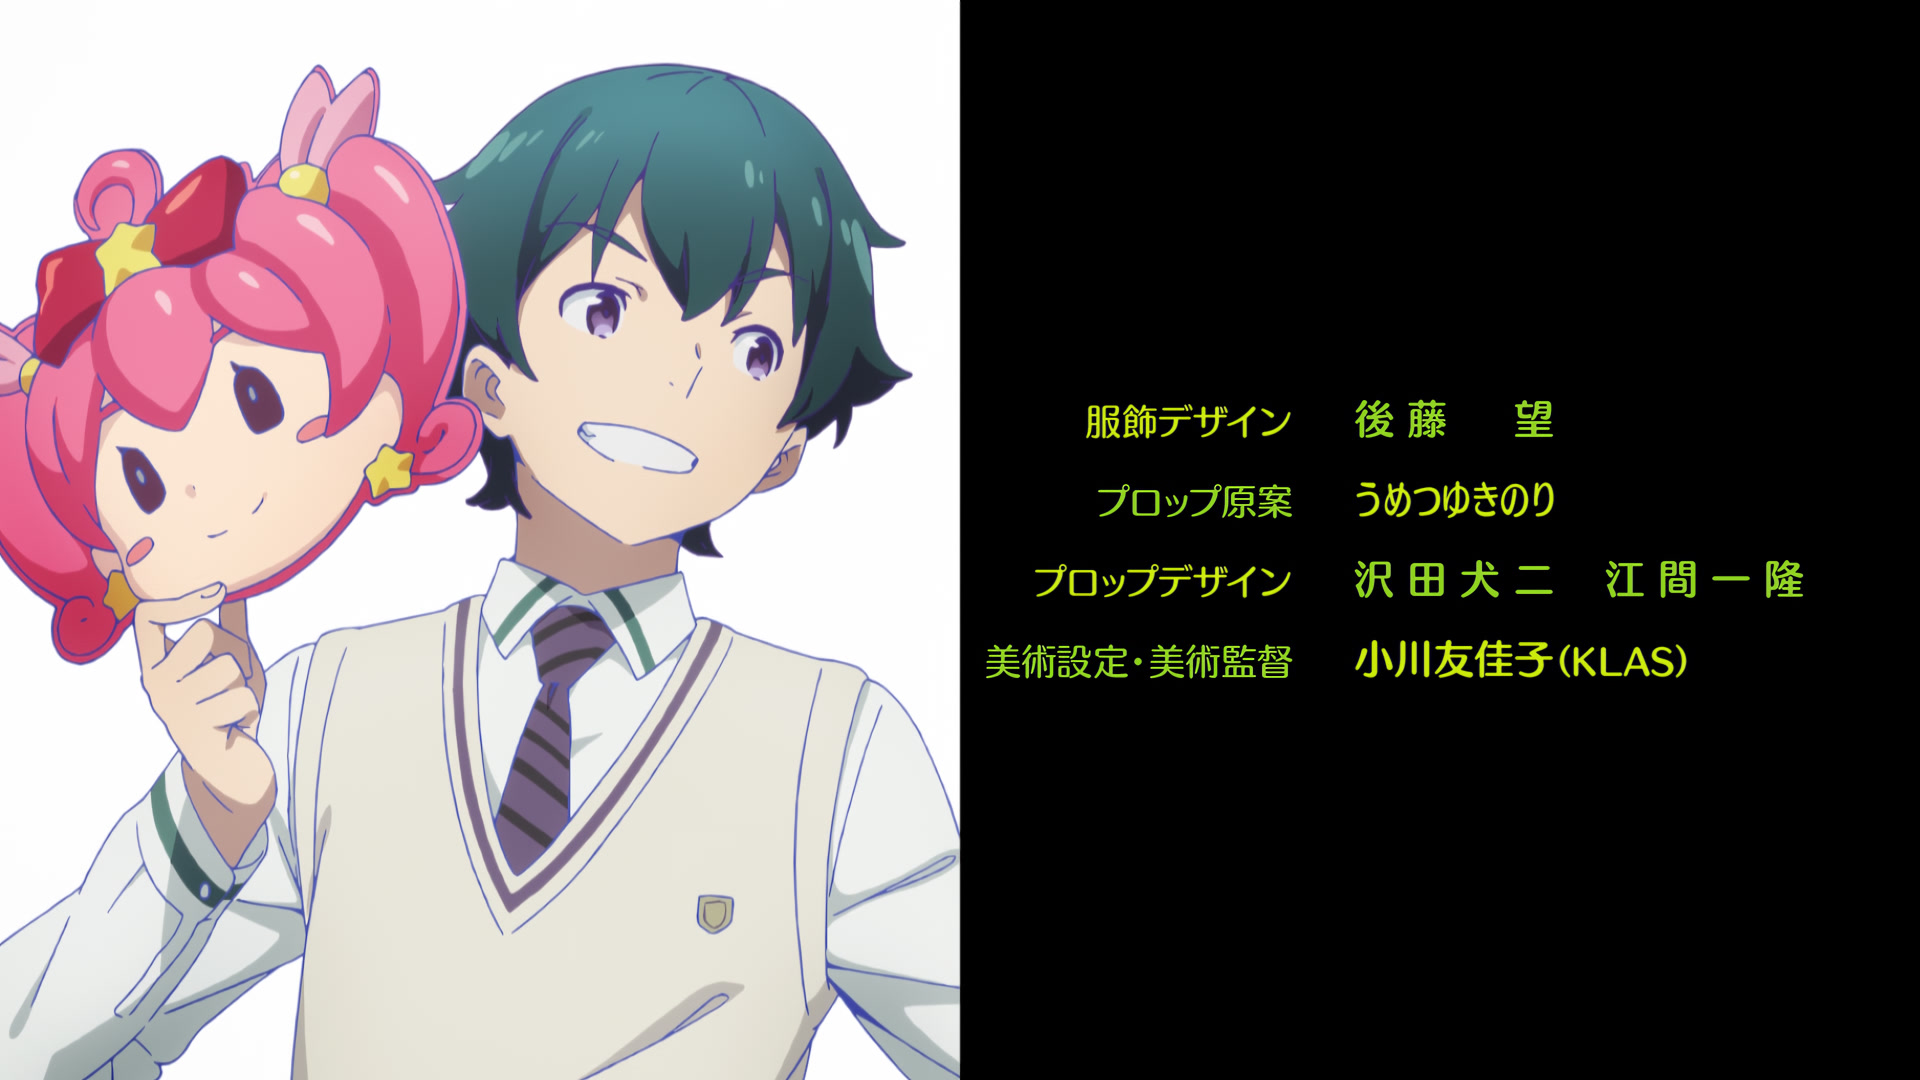 服飾デザイン 後藤 望
プロップ原案 うめつゆきのり
プロップデザイン 沢田犬二 江間一隆
美術設定・美術監督 小川友佳子(KLAS)